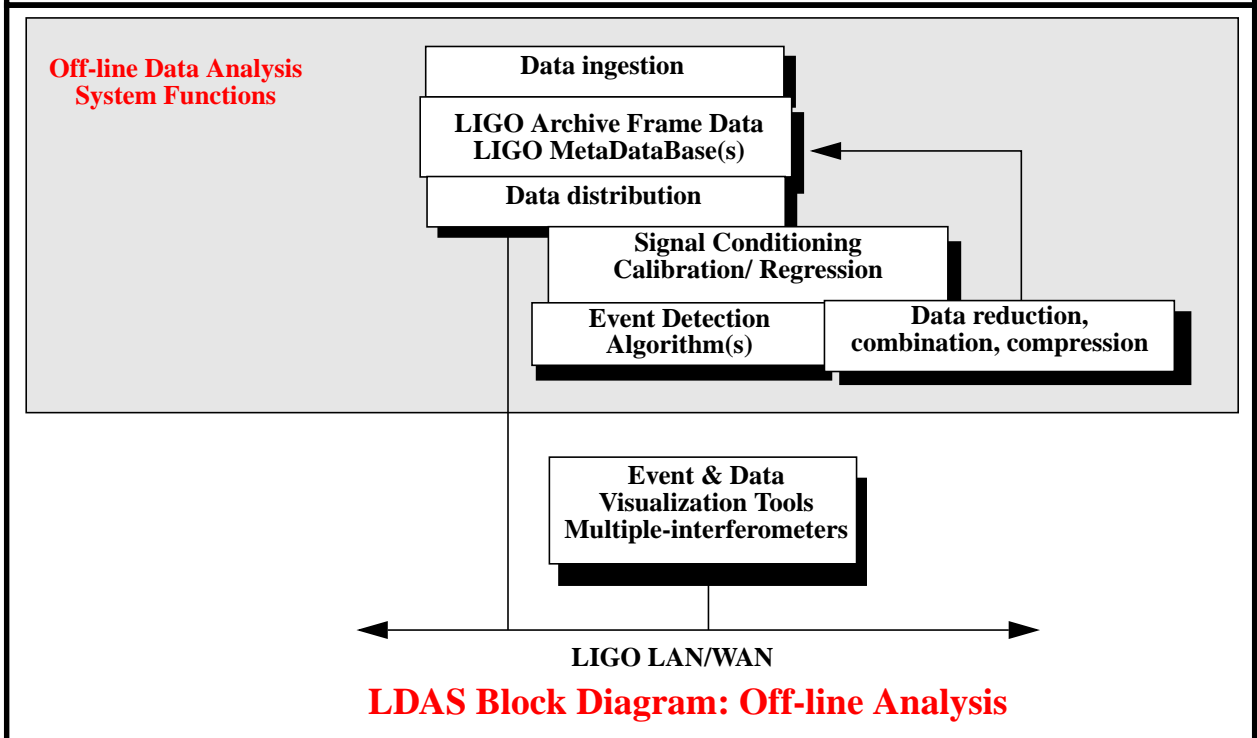 Off-line Data Analysis
System Functions
Data ingestion
LIGO Archive Frame Data
LIGO MetaDataBase(s)
Data distribution
Signal Conditioning
Calibration/ Regression
Event Detection
Algorithm(s)
Data reduction,
combination, compression
Event & Data
Visualization Tools
Multiple-interferometers
LIGO LAN/WAN
LDAS Block Diagram: Off-line Analysis